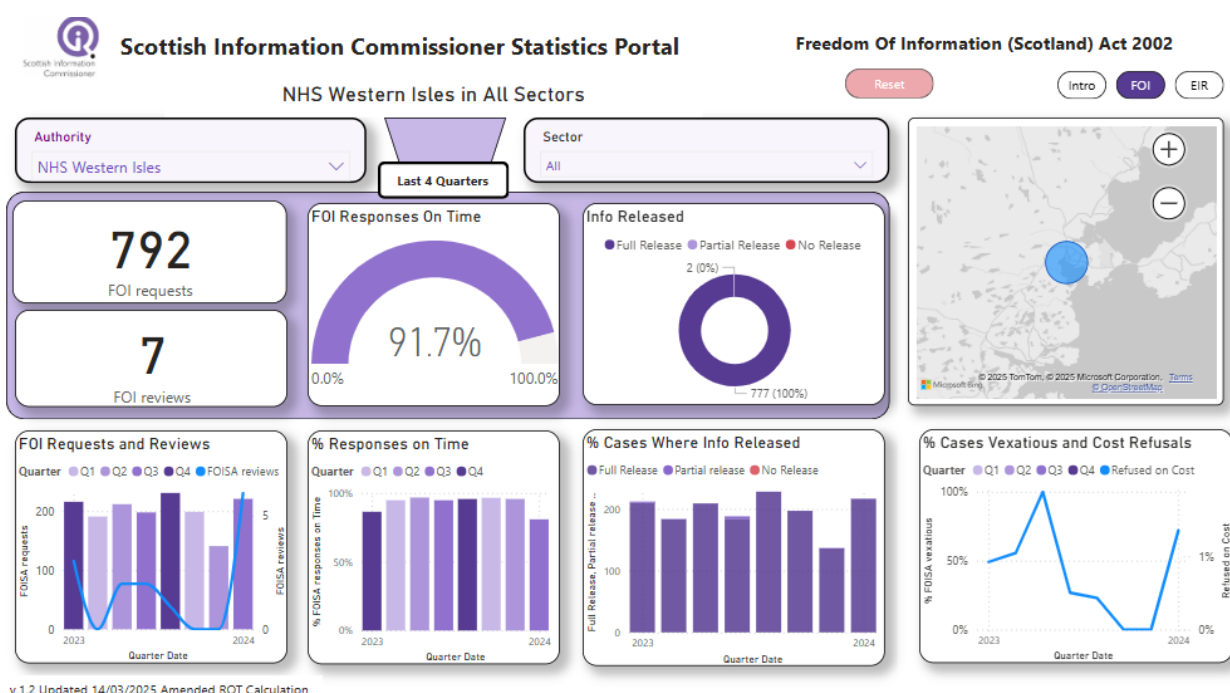 Scottish Information
Commissioner
Scottish Information Commissioner Statistics Portal
Freedom Of Information (Scotland) Act 2002
NHS Western Isles in All Sectors
Reset
Intro
FOI
EIR
Authority
NHS Western Isles
Last 4 Quarters
Sector
All
792
FOI requests
7
FOI reviews
FOI Responses On Time
91.7%
0.0%
100.0%
Info Released
Full Release Partial Release No Release
2 (0%)
777 (100%)
© 2025 TomTom, © 2025 Microsoft Corporation, Terms
© OpenStreetMap
Microsoft Bing
FOI Requests and Reviews
Quarter Q1 Q2 Q3 Q4 FOISA reviews
FOISA requests
200
100
0
5
0
FOISA reviews
2023
2024
Quarter Date
% Responses on Time
Quarter Q1 Q2 Q3 Q4
% FOISA responses on Time
100%
50%
0%
2023
2024
Quarter Date
% Cases Where Info Released
Full Release Partial release No Release
Full Release, Partial release ...
200
100
0
2023
2024
Quarter Date
% Cases Vexatious and Cost Refusals
Quarter Q1 Q2 Q3 Q4 Refused on Cost
% FOISA vexatious
100%
50%
0%
1%
0%
Refused on Cost
2023
2024
Quarter Date
v.1.2 Updated 14/03/2025 Amended ROT Calculation